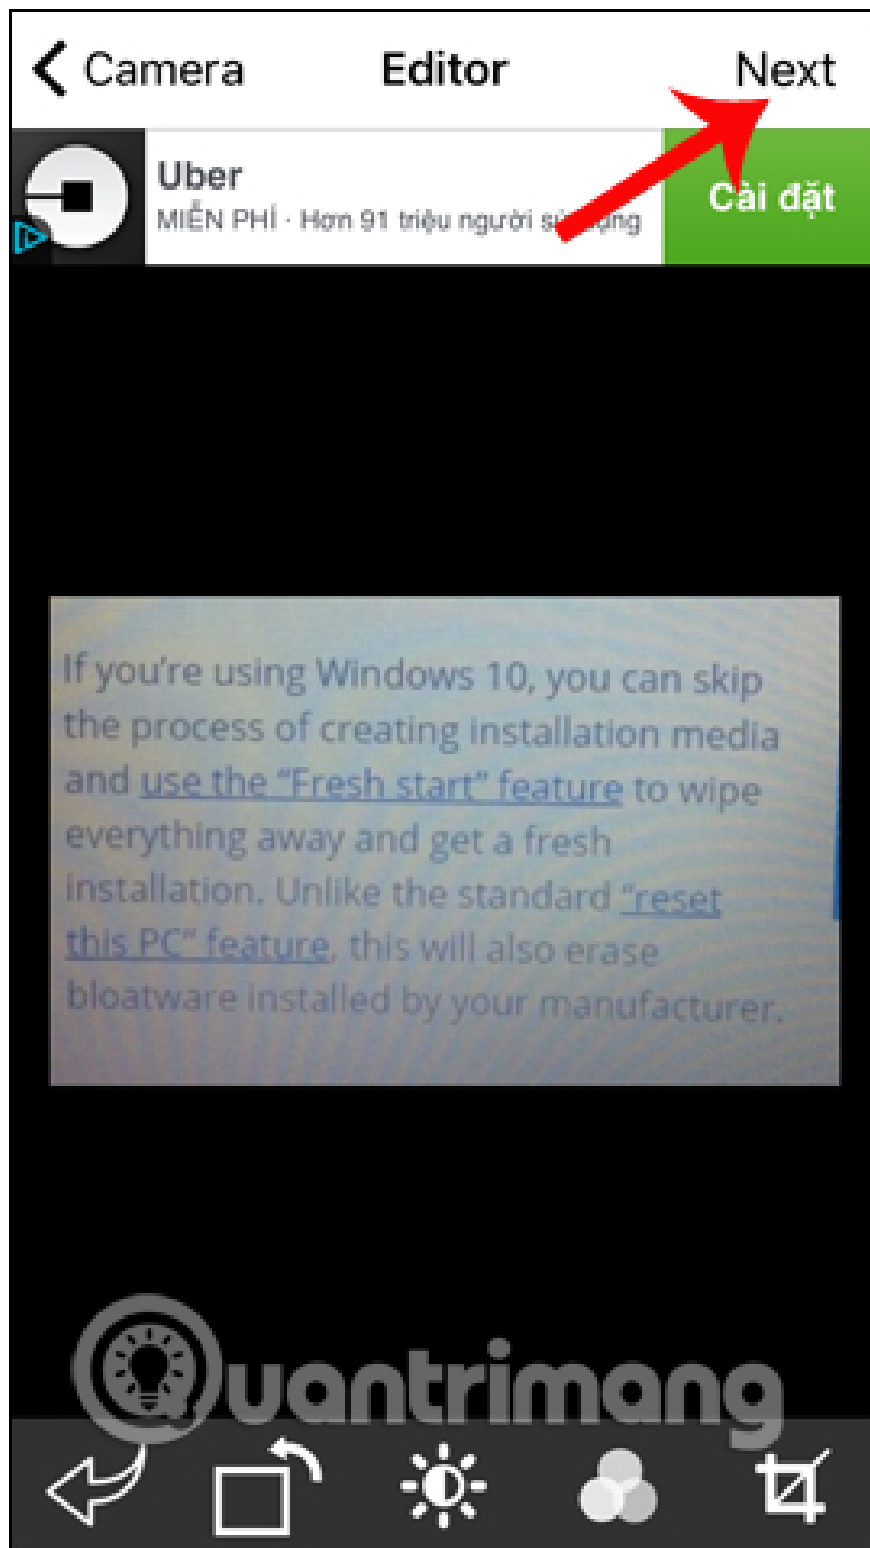 Camera Editor Next
Uber
MIỄN PHÍ · Hơn 91 triệu người sử dụng
Cài đặt
If you're using Windows 10, you can skip
the process of creating installation media
and use the “Fresh start” feature to wipe
everything away and get a fresh
installation. Unlike the standard “reset
this PC” feature, this will also erase
bloatware installed by your manufacturer.
Quantrimang